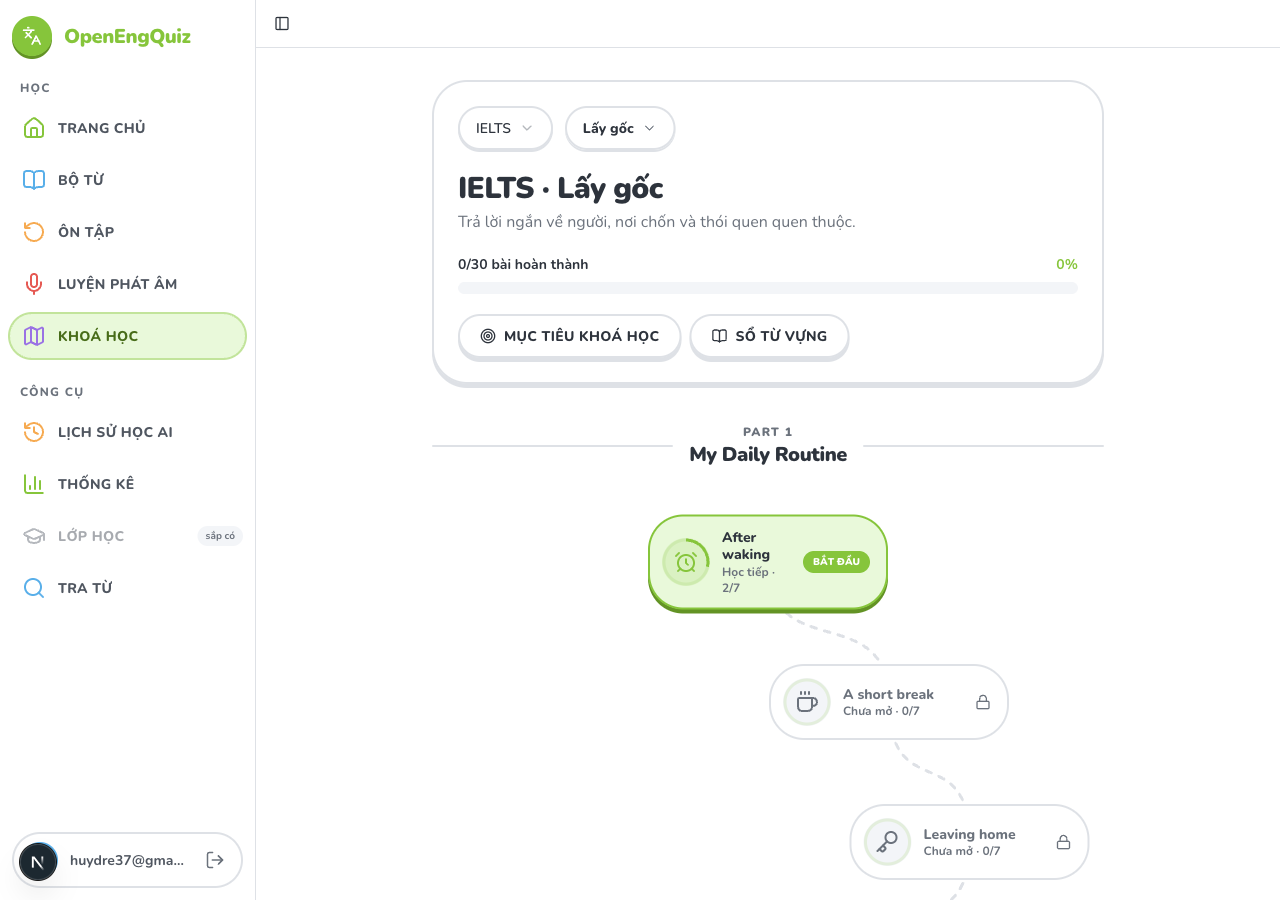 OpenEngQuiz
HỌC
TRANG CHỦ
BỘ TỪ
ÔN TẬP
LUYỆN PHÁT ÂM
KHOÁ HỌC
CÔNG CỤ
LỊCH SỬ HỌC AI
THỐNG KÊ
LỚP HỌC
sắp có
TRA TỪ
N
huydre37@gma...
IELTS
Lấy gốc
IELTS · Lấy gốc
Trả lời ngắn về người, nơi chốn và thói quen quen thuộc.
0/30 bài hoàn thành
0%
MỤC TIÊU KHOÁ HỌC
SỔ TỪ VỰNG
PART 1
My Daily Routine
After
waking
Học tiếp ·
2/7
BẮT ĐẦU
A short break
Chưa mở · 0/7
Leaving home
Chưa mở · 0/7